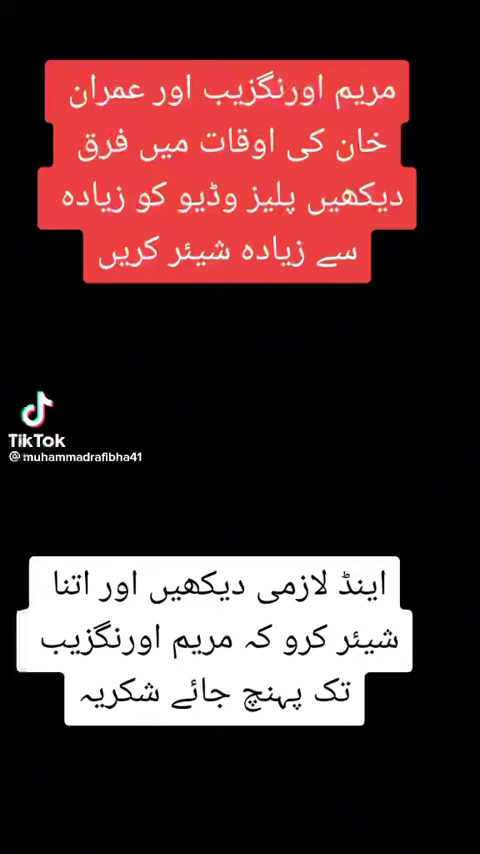 مریم اورنگزیب اور عمران
خان کی اوقات میں فرق
دیکھیں پلیز وڈیو کو زیادہ
سے زیادہ شیئر کریں
TikTok
@muhammadrafibha41
اینڈ لازمی دیکھیں اور اتنا
شیئر کرو کہ مریم اورنگزیب
تک پہنچ جائے شکریہ